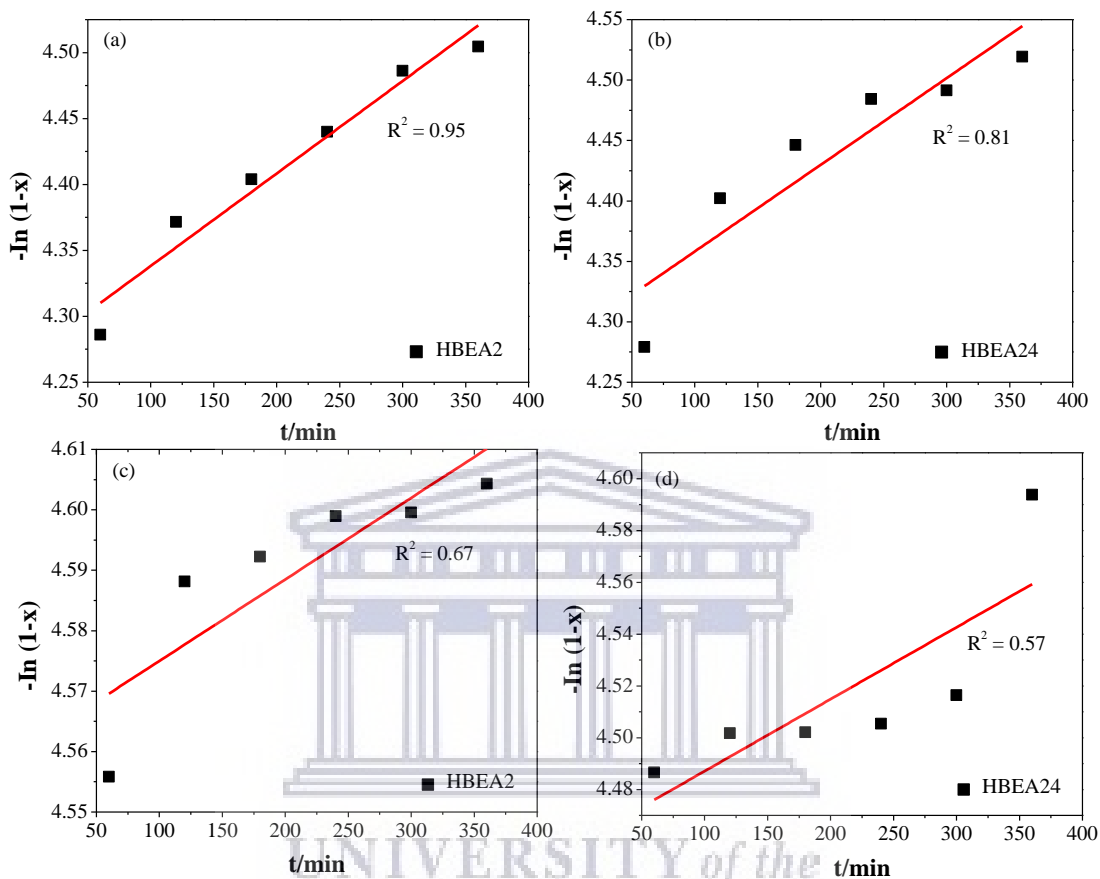 (a)
4.50
4.45
4.40
4.35
4.30
4.25
-In (1-x)
R² = 0.95
HBEA2
50 100 150 200 250 300 350 400
t/min
(b)
4.55
4.50
4.45
4.40
4.35
4.30
4.25
-In (1-x)
R² = 0.81
HBEA24
50 100 150 200 250 300 350 400
t/min
(c)
4.61
4.60
4.59
4.58
4.57
4.56
4.55
-In (1-x)
R² = 0.67
HBEA2
50 100 150 200 250 300 350 400
t/min
(d)
4.60
4.58
4.56
4.54
4.52
4.50
4.48
-In (1-x)
R² = 0.57
HBEA24
50 100 150 200 250 300 350 400
t/min
UNIVERSITY of the